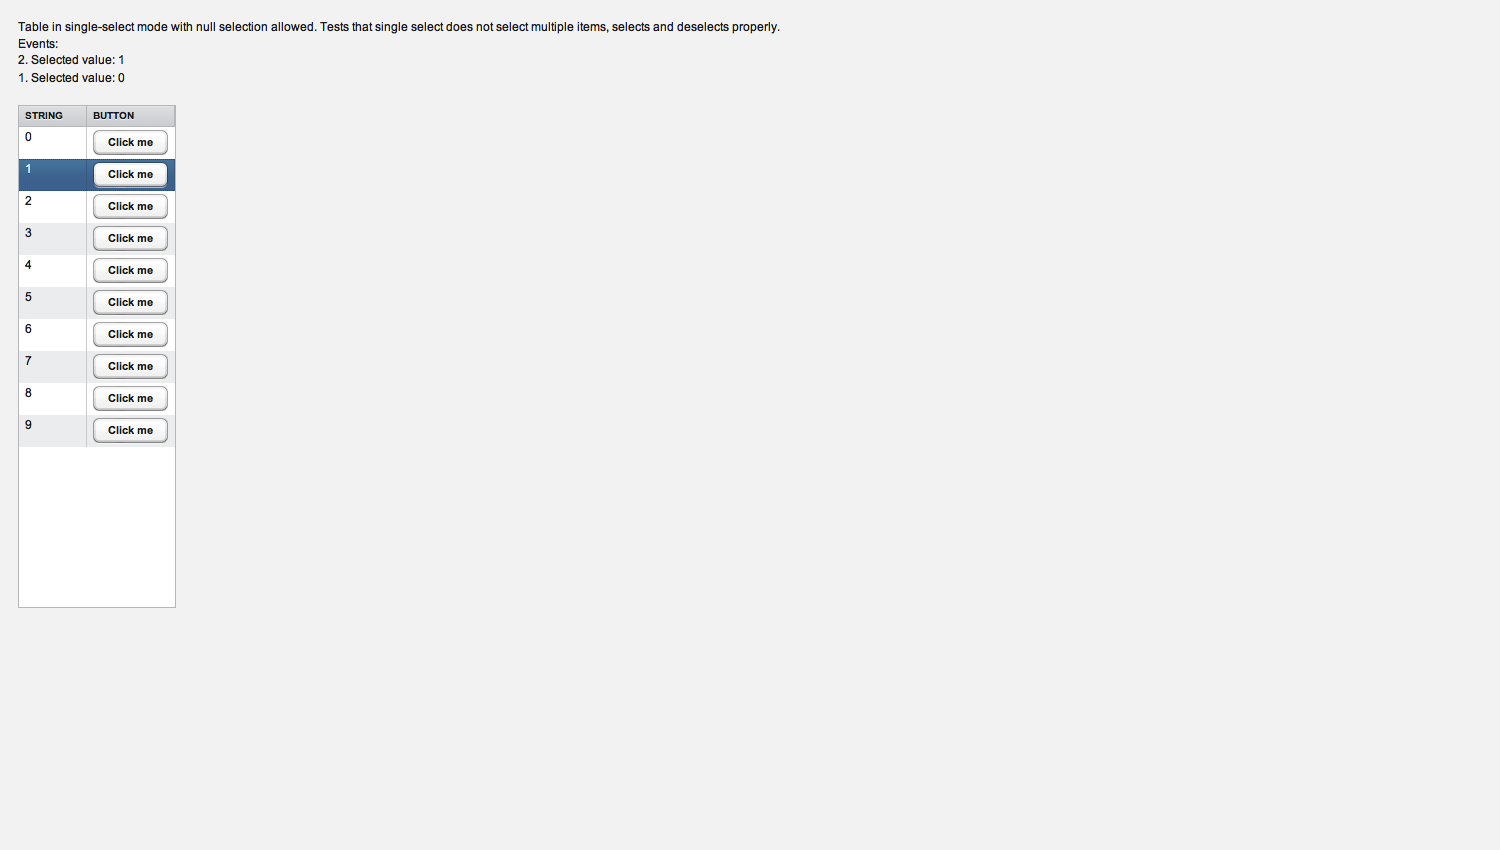 Table in single-select mode with null selection allowed. Tests that single select does not select multiple items, selects and deselects properly.
Events:
2. Selected value: 1
1. Selected value: 0
STRING BUTTON
0 Click me
1 Click me
2 Click me
3 Click me
4 Click me
5 Click me
6 Click me
7 Click me
8 Click me
9 Click me